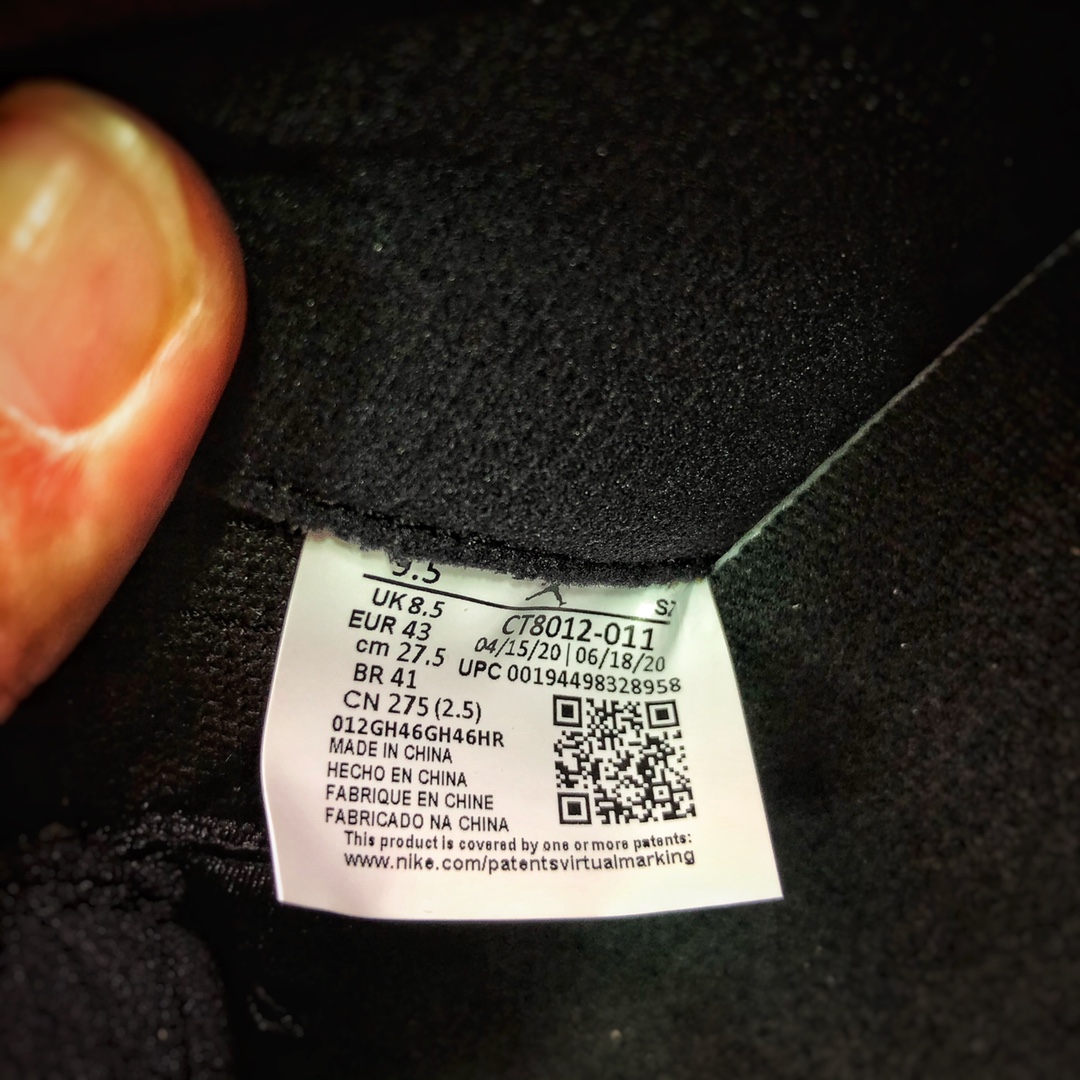 9.5
SZ
UK 8.5
EUR 43
cm 27.5
BR 41
CN 275 (2.5)
CT8012-011
04/15/20 | 06/18/20
UPC 00194498328958
012GH46GH46HR
MADE IN CHINA
HECHO EN CHINA
FABRIQUE EN CHINE
FABRICADO NA CHINA
This product is covered by one or more patents:
www.nike.com/patentsvirtualmarking